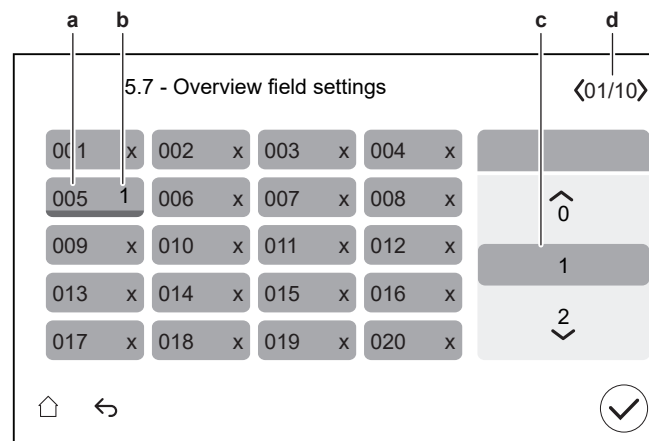 a b c d
5.7 - Overview field settings 01/10
001 x 002 x 003 x 004 x
005 1 006 x 007 x 008 x
0
009 x 010 x 011 x 012 x
1
013 x 014 x 015 x 016 x
2
017 x 018 x 019 x 020 x